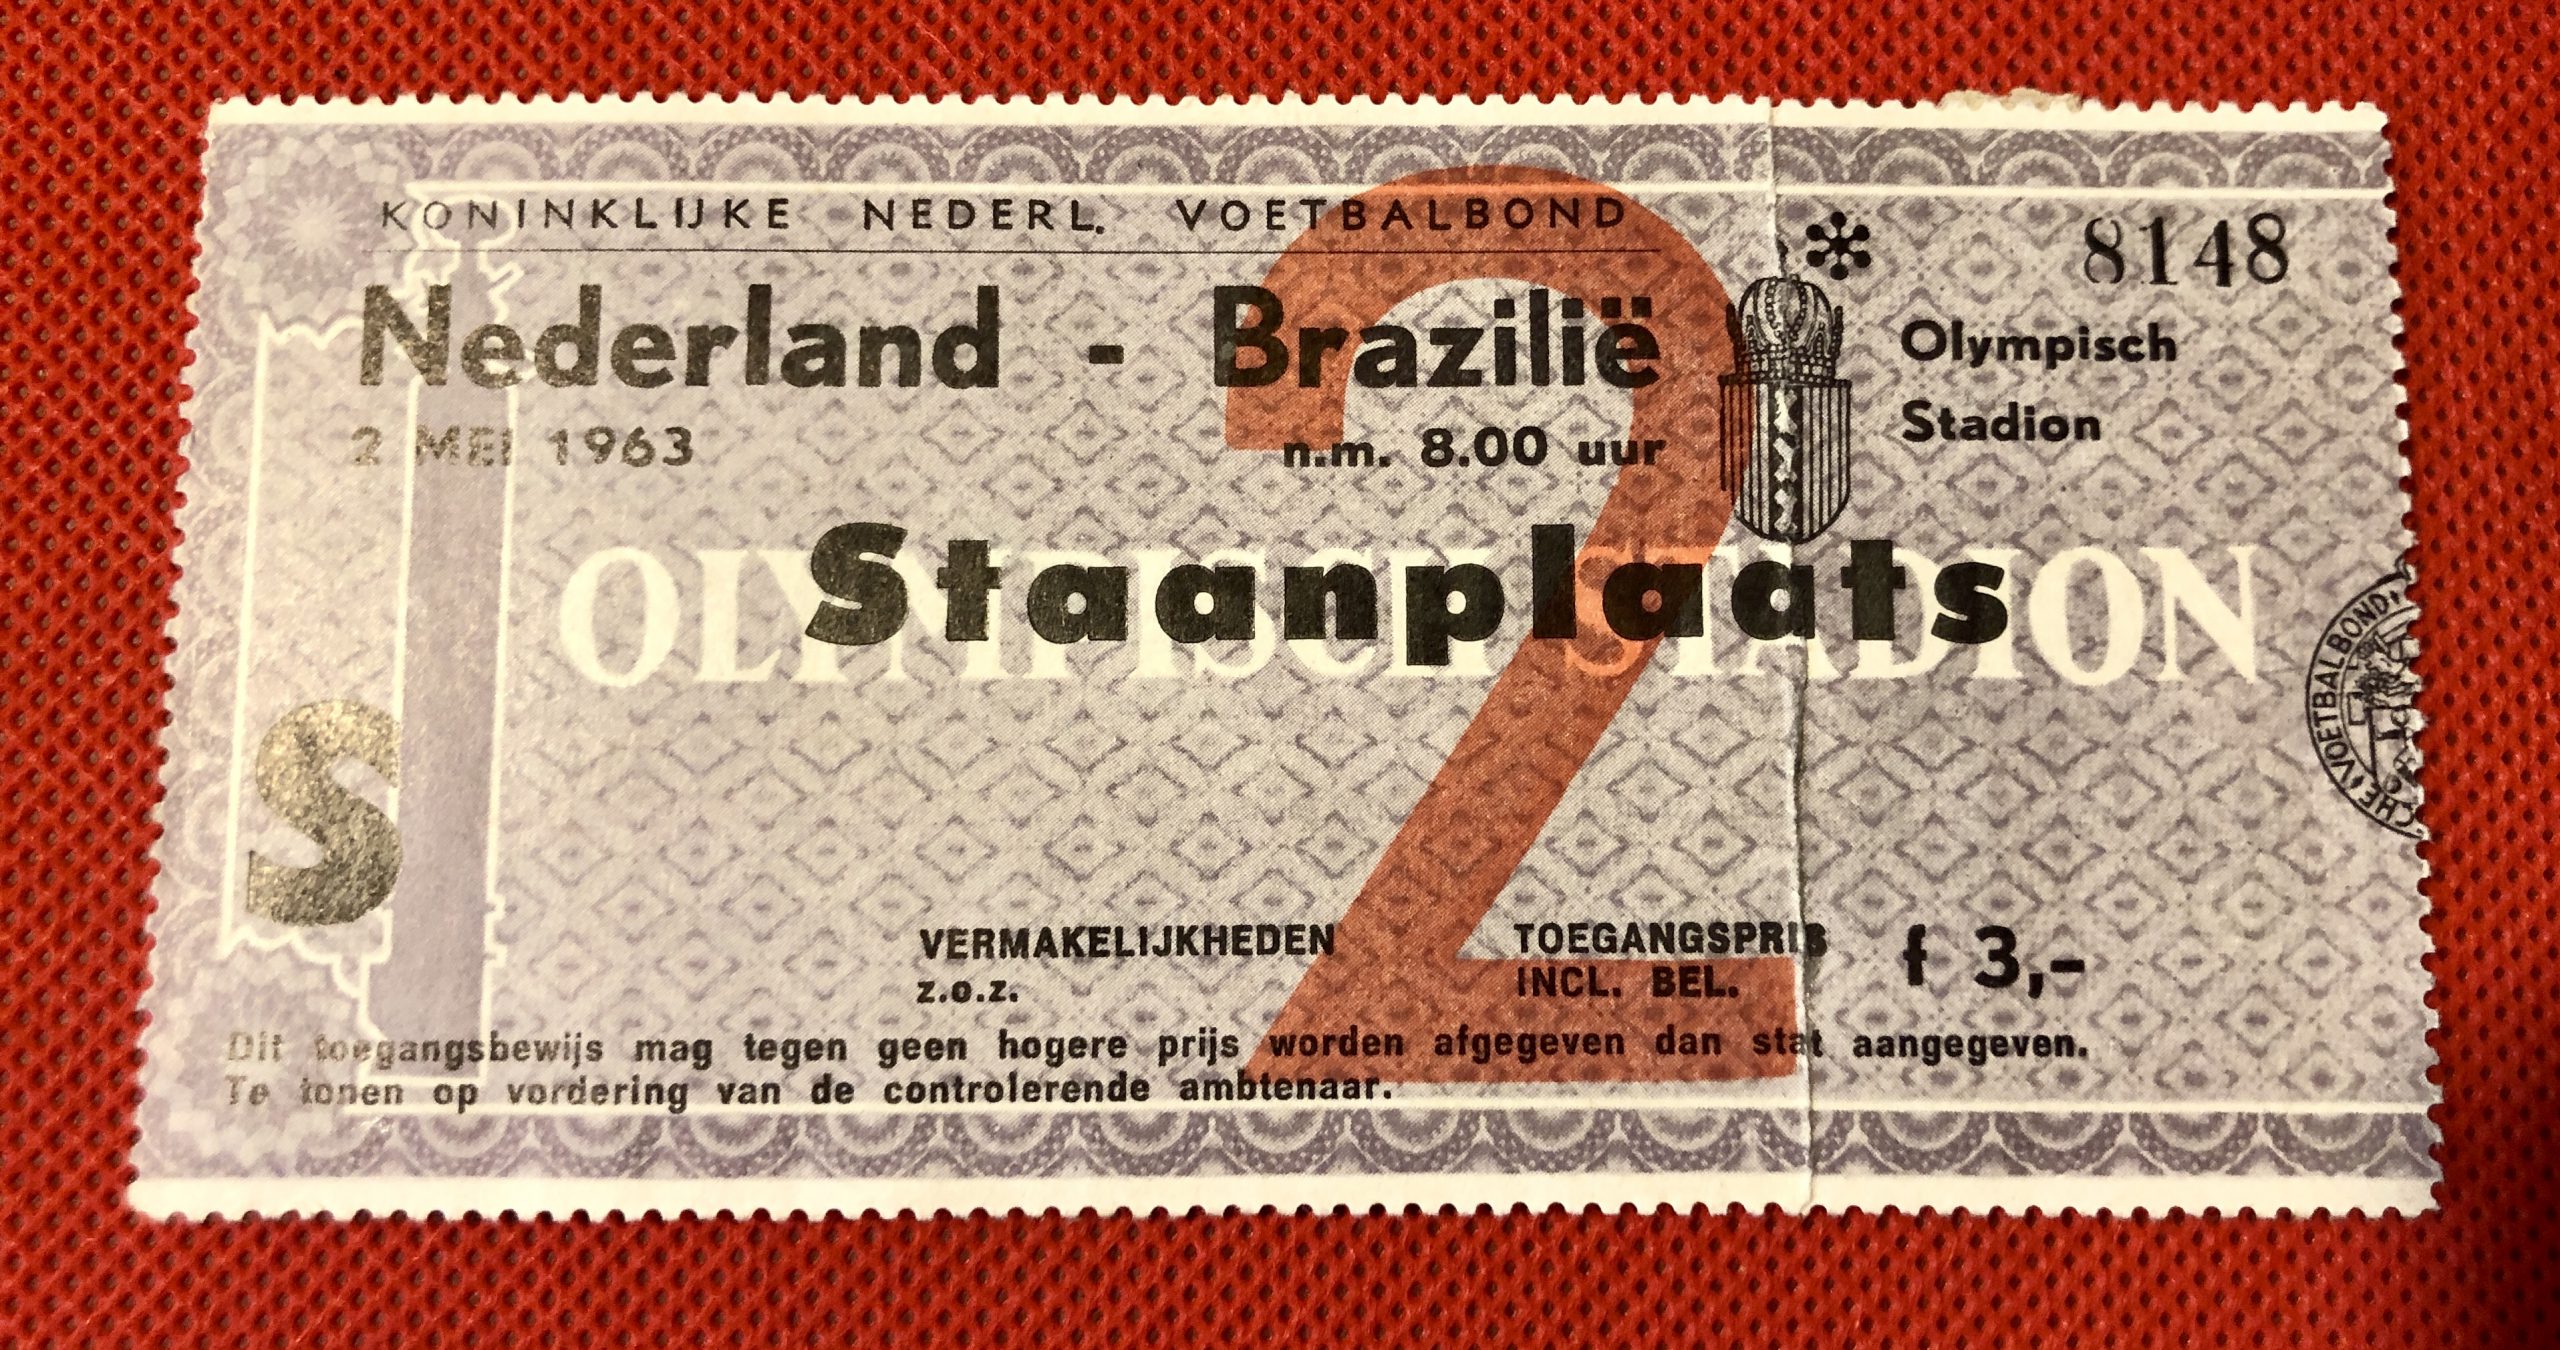 KONINKLIJKE NEDERL. VOETBALBOND
* 8148
Nederland - Brazilië
Olympisch
Stadion
2 MEI 1963 n.m. 8.00 uur
2
OLYMPISCH STADION
Staanplaats
S
VOETBALBOND
VERMAKELIJKHEDEN
z.o.z.
TOEGANGSPRIJS
INCL. BEL.
f 3,-
Dit toegangsbewijs mag tegen geen hogere prijs worden afgegeven dan staat aangegeven.
Te tonen op vordering van de controlerende ambtenaar.